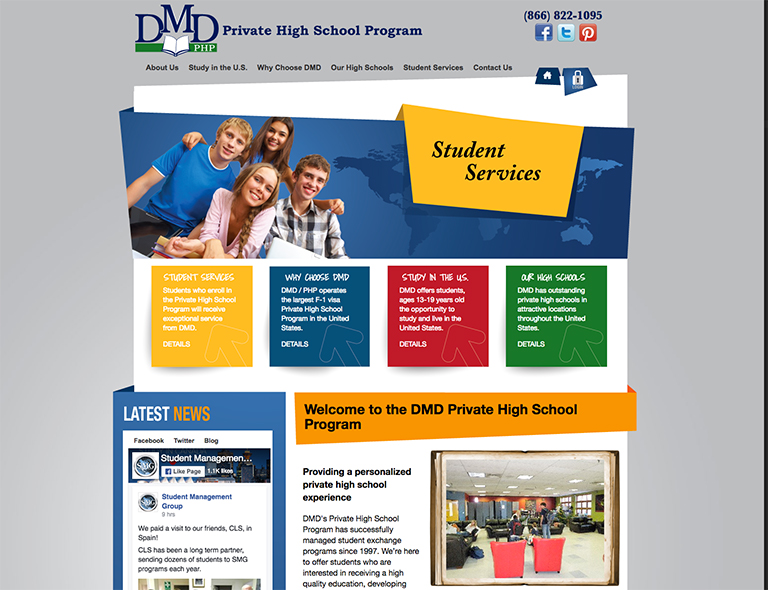 DMD
PHP
Private High School Program
(866) 822-1095
About Us
Study in the U.S.
Why Choose DMD
Our High Schools
Student Services
Contact Us
LOGIN
Student
Services
STUDENT SERVICES
Students who enroll in
the Private High School
Program will receive
exceptional service
from DMD.
DETAILS
WHY CHOOSE DMD
DMD / PHP operates
the largest F-1 visa
Private High School
Program in the United
States.
DETAILS
STUDY IN THE U.S.
DMD offers students,
ages 13-19 years old
the opportunity to
study and live in the
United States.
DETAILS
OUR HIGH SCHOOLS
DMD has outstanding
private high schools in
attractive locations
throughout the United
States.
DETAILS
LATEST NEWS
Facebook
Twitter
Blog
SMG
Student Managemen...
Like Page
1.1K likes
SMG
Student Management
Group
9 hrs
We paid a visit to our friends, CLS, in
Spain!
CLS has been a long term partner,
sending dozens of students to SMG
programs each year.
Welcome to the DMD Private High School
Program
Providing a personalized
private high school
experience
DMD's Private High School
Program has successfully
managed student exchange
programs since 1997. We're here
to offer students who are
interested in receiving a high
quality education, developing